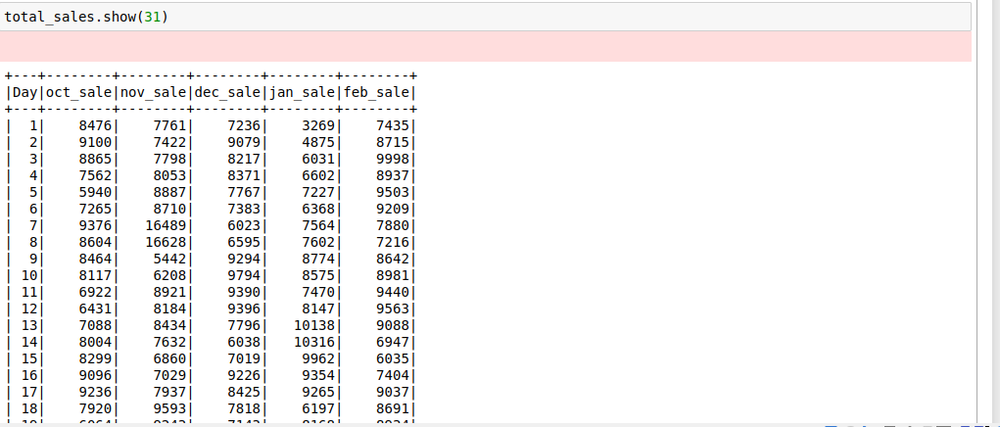 total_sales.show(31)
+---+--------+--------+--------+--------+--------+
|Day|oct_sale|nov_sale|dec_sale|jan_sale|feb_sale|
+---+--------+--------+--------+--------+--------+
|  1|    8476|    7761|    7236|    3269|    7435|
|  2|    9100|    7422|    9079|    4875|    8715|
|  3|    8865|    7798|    8217|    6031|    9998|
|  4|    7562|    8053|    8371|    6602|    8937|
|  5|    5940|    8887|    7767|    7227|    9503|
|  6|    7265|    8710|    7383|    6368|    9209|
|  7|    9376|   16489|    6023|    7564|    7880|
|  8|    8604|   16628|    6595|    7602|    7216|
|  9|    8464|    5442|    9294|    8774|    8642|
| 10|    8117|    6208|    9794|    8575|    8981|
| 11|    6922|    8921|    9390|    7470|    9440|
| 12|    6431|    8184|    9396|    8147|    9563|
| 13|    7088|    8434|    7796|   10138|    9088|
| 14|    8004|    7632|    6038|   10316|    6947|
| 15|    8299|    6860|    7019|    9962|    6035|
| 16|    9096|    7029|    9226|    9354|    7404|
| 17|    9236|    7937|    8425|    9265|    9037|
| 18|    7920|    9593|    7818|    6197|    8691|